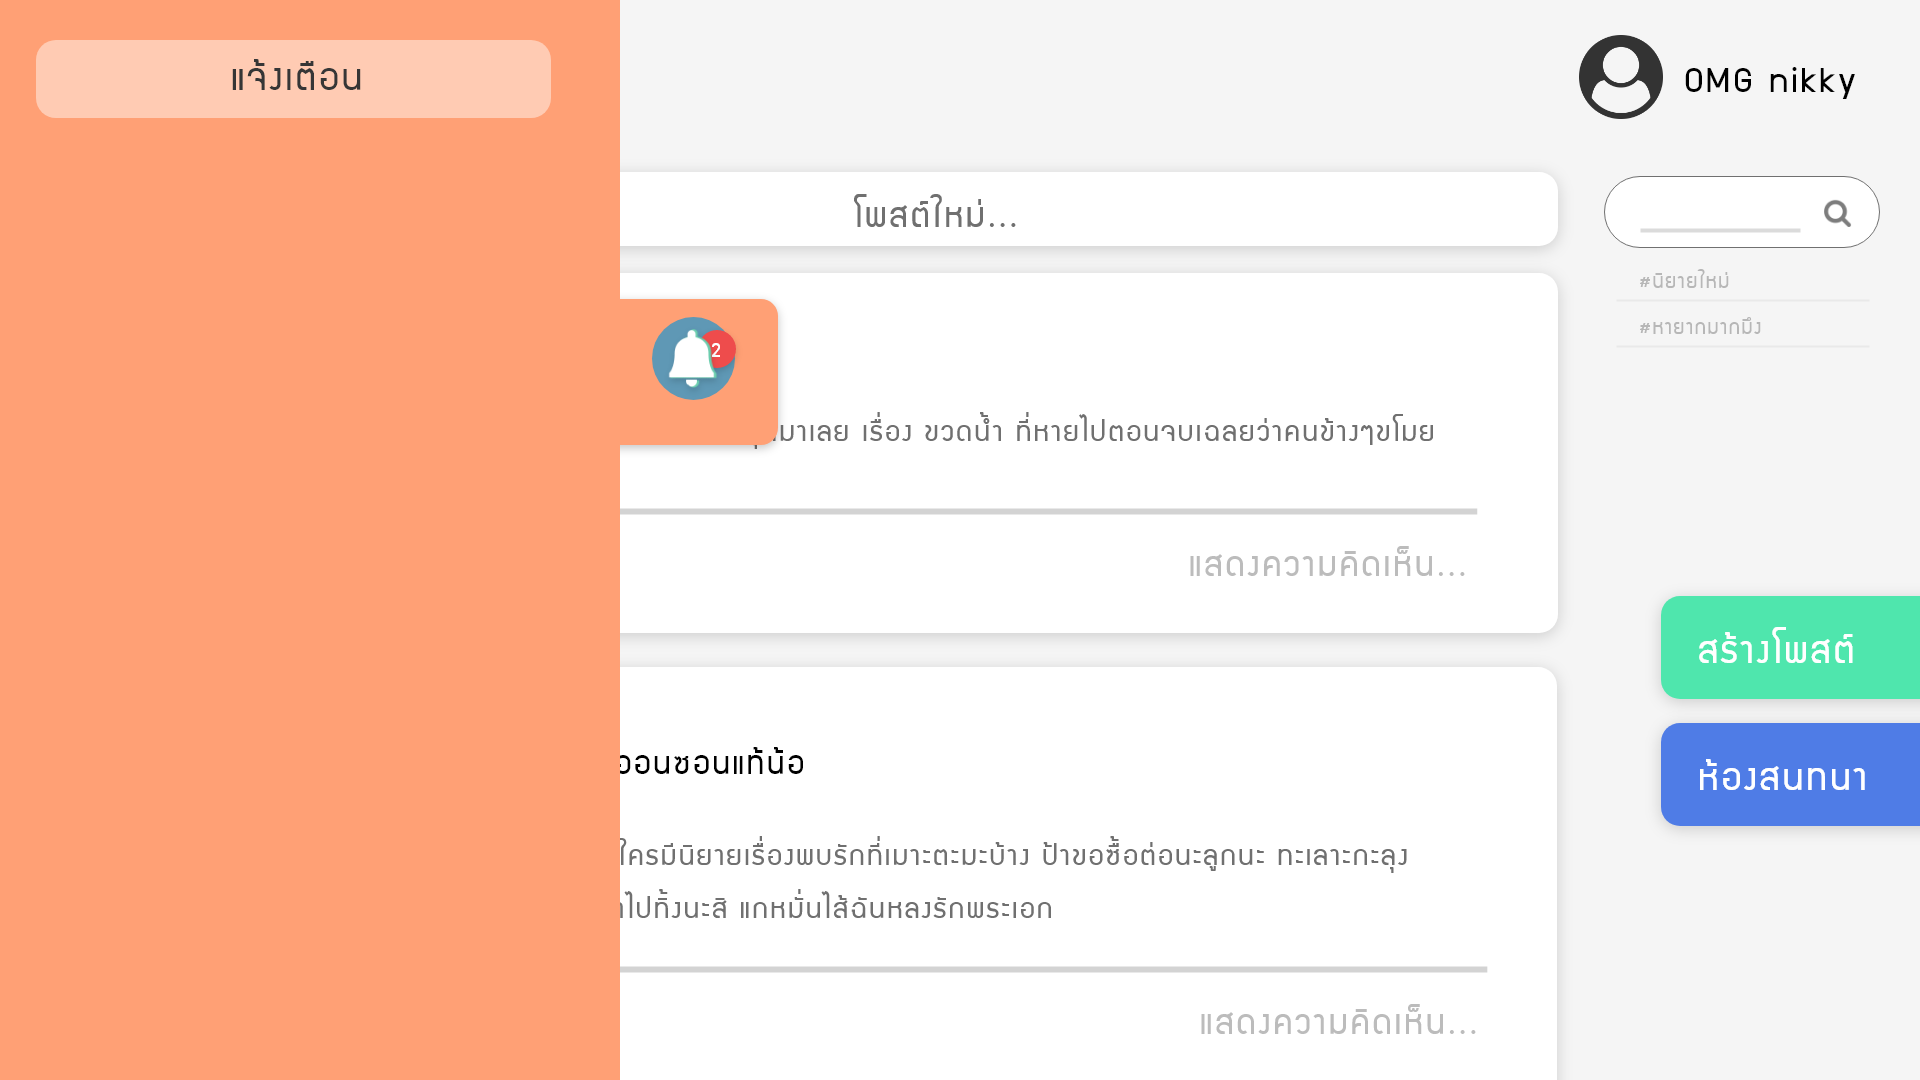 แจ้งเตือน
OMG nikky
โพสต์ใหม่...
#นิยายใหม่
#หายากมากมึง
2
มาเลย เรื่อง ขวดน้ำ ที่หายไปตอนจบเฉลยว่าคนข้างๆขโมย
แสดงความคิดเห็น...
สร้างโพสต์
ออนซอนแท้น้อ
ห้องสนทนา
ใครมีนิยายเรื่องพบรักที่เมาะตะมะบ้าง ป้าขอซื้อต่อนะลูกนะ ทะเลาะกะลุง
ไปทิ้งนะสิ แกหมั่นไส้ฉันหลงรักพระเอก
แสดงความคิดเห็น...